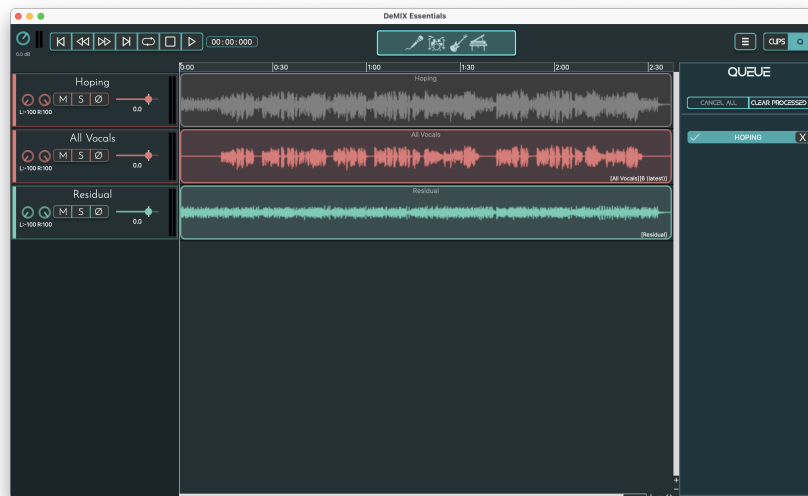 DeMIX Essentials
0.0 dB
00:00:000
CLIPS Q
0:00 0:30 1:00 1:30 2:00 2:30
QUEUE
CANCEL ALL CLEAR PROCESSED
HOPING X
Hoping
M S Ø
L:-100 R:100
0.0
Hoping
All Vocals
M S Ø
L:-100 R:100
0.0
All Vocals
[All Vocals][6 (latest)]
Residual
M S Ø
L:-100 R:100
0.0
Residual
[Residual]